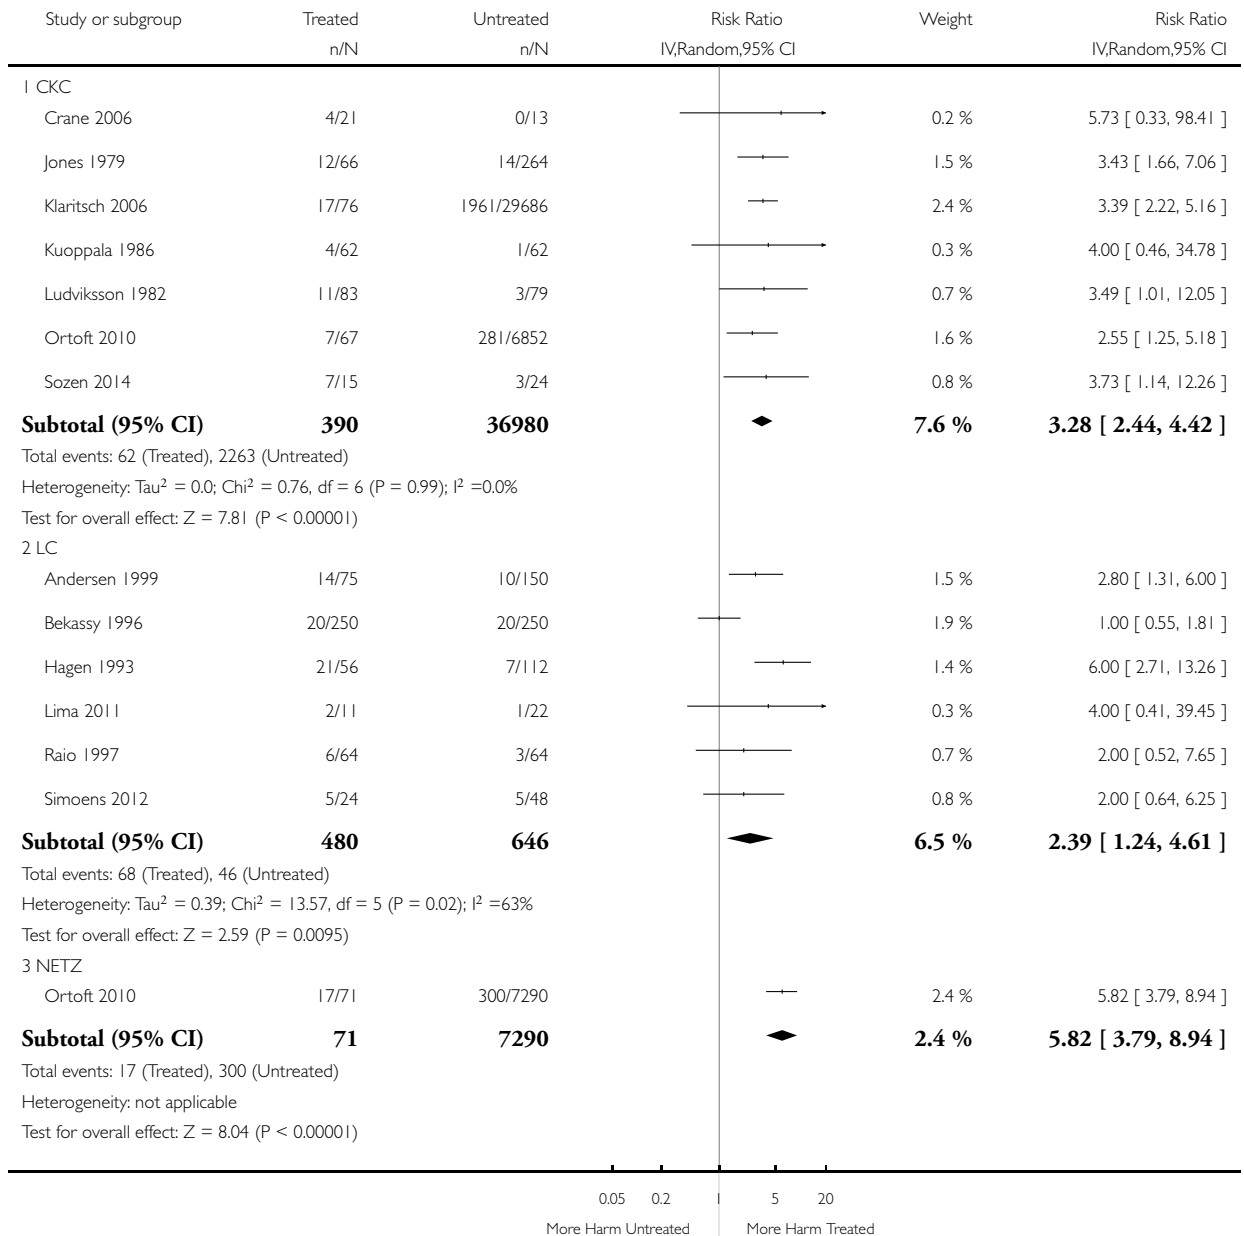 Study or subgroup Treated Untreated Risk Ratio Weight Risk Ratio
n/N n/N IV,Random,95% CI IV,Random,95% CI
1 CKC
Crane 2006 4/21 0/13 0.2 % 5.73 [ 0.33, 98.41 ]
Jones 1979 12/66 14/264 1.5 % 3.43 [ 1.66, 7.06 ]
Klaritsch 2006 17/76 1961/29686 2.4 % 3.39 [ 2.22, 5.16 ]
Kuoppala 1986 4/62 1/62 0.3 % 4.00 [ 0.46, 34.78 ]
Ludviksson 1982 11/83 3/79 0.7 % 3.49 [ 1.01, 12.05 ]
Ortoft 2010 7/67 281/6852 1.6 % 2.55 [ 1.25, 5.18 ]
Sozen 2014 7/15 3/24 0.8 % 3.73 [ 1.14, 12.26 ]
Subtotal (95% CI) 390 36980 7.6 % 3.28 [ 2.44, 4.42 ]
Total events: 62 (Treated), 2263 (Untreated)
Heterogeneity: Tau² = 0.0; Chi² = 0.76, df = 6 (P = 0.99); I² =0.0%
Test for overall effect: Z = 7.81 (P < 0.00001)
2 LC
Andersen 1999 14/75 10/150 1.5 % 2.80 [ 1.31, 6.00 ]
Bekassy 1996 20/250 20/250 1.9 % 1.00 [ 0.55, 1.81 ]
Hagen 1993 21/56 7/112 1.4 % 6.00 [ 2.71, 13.26 ]
Lima 2011 2/11 1/22 0.3 % 4.00 [ 0.41, 39.45 ]
Raio 1997 6/64 3/64 0.7 % 2.00 [ 0.52, 7.65 ]
Simoens 2012 5/24 5/48 0.8 % 2.00 [ 0.64, 6.25 ]
Subtotal (95% CI) 480 646 6.5 % 2.39 [ 1.24, 4.61 ]
Total events: 68 (Treated), 46 (Untreated)
Heterogeneity: Tau² = 0.39; Chi² = 13.57, df = 5 (P = 0.02); I² =63%
Test for overall effect: Z = 2.59 (P = 0.0095)
3 NETZ
Ortoft 2010 17/71 300/7290 2.4 % 5.82 [ 3.79, 8.94 ]
Subtotal (95% CI) 71 7290 2.4 % 5.82 [ 3.79, 8.94 ]
Total events: 17 (Treated), 300 (Untreated)
Heterogeneity: not applicable
Test for overall effect: Z = 8.04 (P < 0.00001)
0.05 0.2 1 5 20
More Harm Untreated More Harm Treated